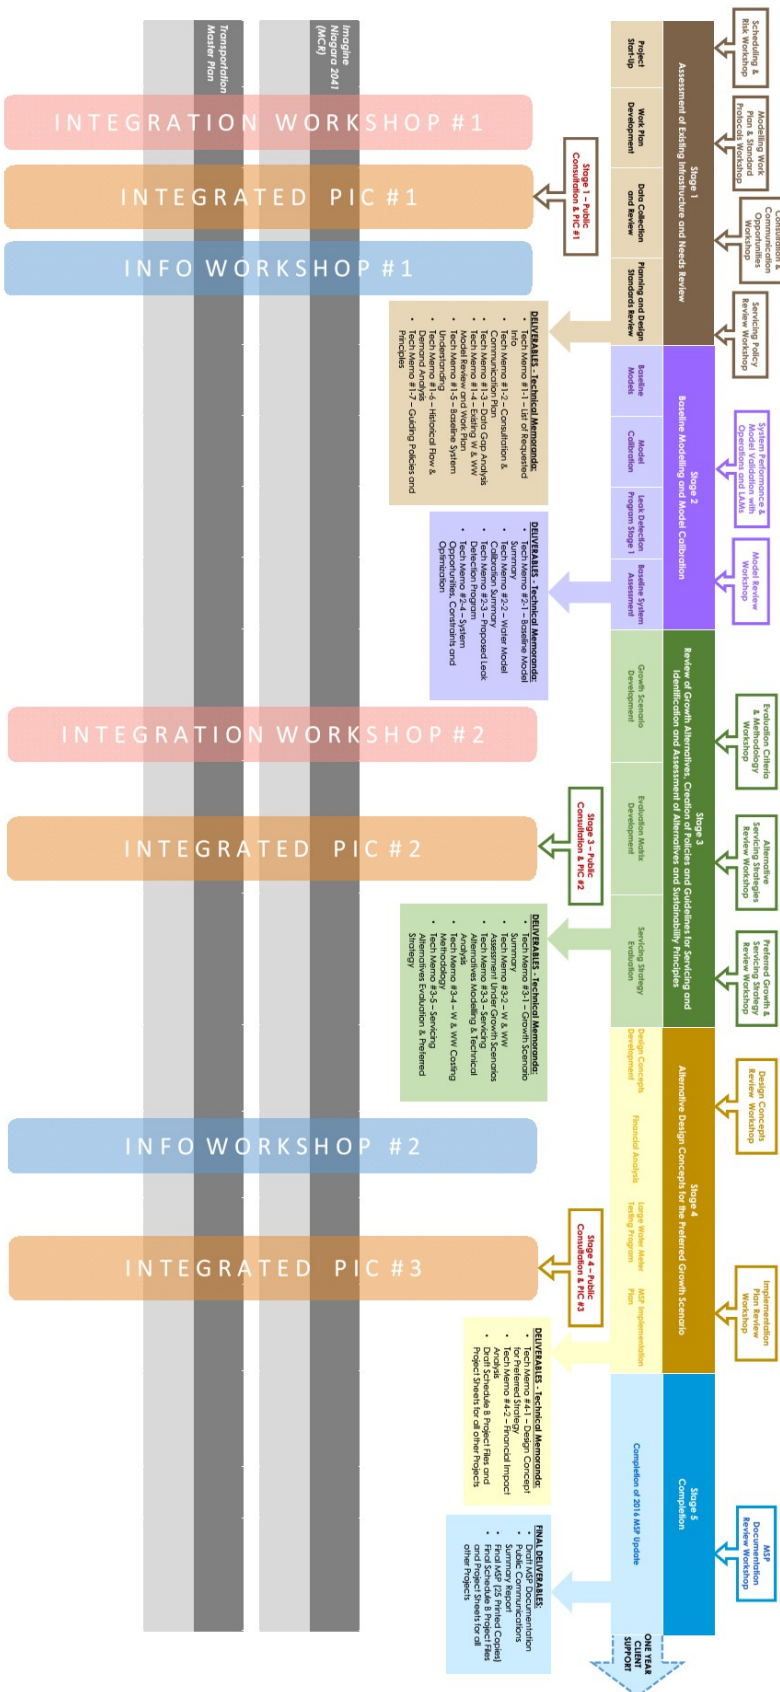 Scheduling &
Risk Workshop
Modelling Work
Plan & Standard
Protocols Workshop
Consultation &
Communication
Opportunities
Workshop
Servicing Policy
Review Workshop
System Performance &
Model Validation with
Operations and LAMs
Model Review
Workshop
Evaluation Criteria
& Methodology
Workshop
Alternative
Servicing Strategies
Review Workshop
Preferred Growth &
Servicing Strategy
Review Workshop
Design Concepts
Review Workshop
Implementation
Plan Review
Workshop
MSP
Documentation
Review Workshop
Stage 1
Assessment of Existing Infrastructure and Needs Review
Stage 2
Baseline Modelling and Model Calibration
Stage 3
Review of Growth Alternatives, Creation of Policies and Guidelines for Servicing and
Identification and Assessment of Alternatives and Sustainability Principles
Stage 4
Alternative Design Concepts for the Preferred Growth Scenario
Stage 5
Completion
Project
Start-Up
Work Plan
Development
Data Collection
and Review
Planning and Design
Standards Review
Baseline
Models
Model
Calibration
Leak Detection
Program Stage 1
Baseline System
Assessment
Growth Scenario
Development
Evaluation Matrix
Development
Servicing Strategy
Evaluation
Design Concepts
Development
Financial Analysis
Large Water Meter
Testing Program
MSP Implementation
Plan
Completion of 2016 MSP Update
ONE YEAR
CLIENT
SUPPORT
Stage 1 – Public
Consultation & PIC #1
Stage 3 – Public
Consultation & PIC #2
Stage 4 – Public
Consultation & PIC #3
DELIVERABLES - Technical Memoranda:
• Tech Memo #1-1 – List of Requested
Info
• Tech Memo #1-2 – Consultation &
Communication Plan
• Tech Memo #1-3 – Data Gap Analysis
• Tech Memo #1-4 – Existing W & WW
Model Review and Work Plan
• Tech Memo #1-5 – Baseline System
Understanding
• Tech Memo #1-6 – Historical Flow &
Demand Analysis
• Tech Memo #1-7 – Guiding Policies and
Principles
DELIVERABLES - Technical Memoranda:
• Tech Memo #2-1 – Baseline Model
Summary
• Tech Memo #2-2 – Water Model
Calibration Summary
• Tech Memo #2-3 – Proposed Leak
Detection Program
• Tech Memo #2-4 – System
Opportunities, Constraints and
Optimization
DELIVERABLES - Technical Memoranda:
• Tech Memo #3-1 – Growth Scenario
Summary
• Tech Memo #3-2 – W & WW
Assessment Under Growth Scenarios
• Tech Memo #3-3 – Servicing
Alternatives Modelling & Technical
Analysis
• Tech Memo #3-4 – W & WW Costing
Methodology
• Tech Memo #3-5 – Servicing
Alternatives Evaluation & Preferred
Strategy
DELIVERABLES - Technical Memoranda:
• Tech Memo #4-1 – Design Concept
for Preferred Strategy
• Tech Memo #4-2 – Financial Impact
Analysis
• Draft Schedule B Project Files and
Project Sheets for all other Projects
FINAL DELIVERABLES:
• Draft MSP Documentation
• Public Communications
Summary Report
• Final MSP (25 Printed Copies)
• Final Schedule B Project Files
and Project Sheets for all
other Projects
Imagine
Niagara 2041
(MCR)
Transportation
Master Plan
INTEGRATION WORKSHOP #1
INTEGRATED PIC #1
INFO WORKSHOP #1
INTEGRATION WORKSHOP #2
INTEGRATED PIC #2
INFO WORKSHOP #2
INTEGRATED PIC #3